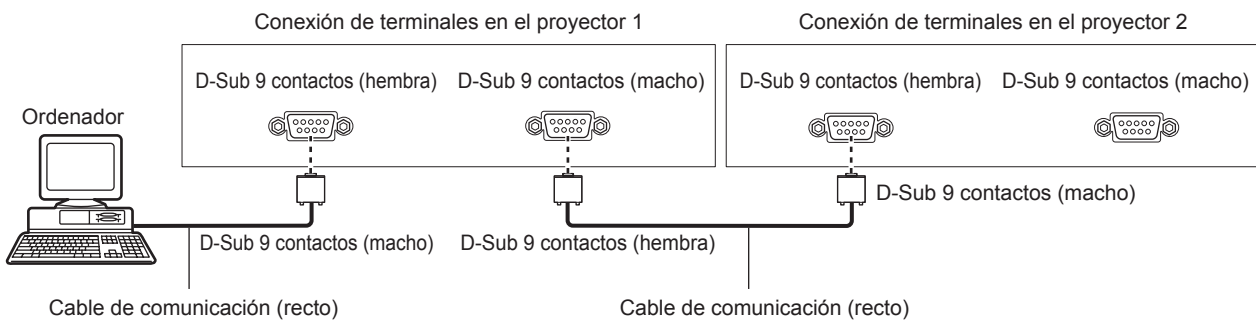 Conexión de terminales en el proyector 1
Conexión de terminales en el proyector 2
D-Sub 9 contactos (hembra)
D-Sub 9 contactos (macho)
D-Sub 9 contactos (hembra)
D-Sub 9 contactos (macho)
Ordenador
D-Sub 9 contactos (macho)
D-Sub 9 contactos (macho)
D-Sub 9 contactos (hembra)
Cable de comunicación (recto)
Cable de comunicación (recto)